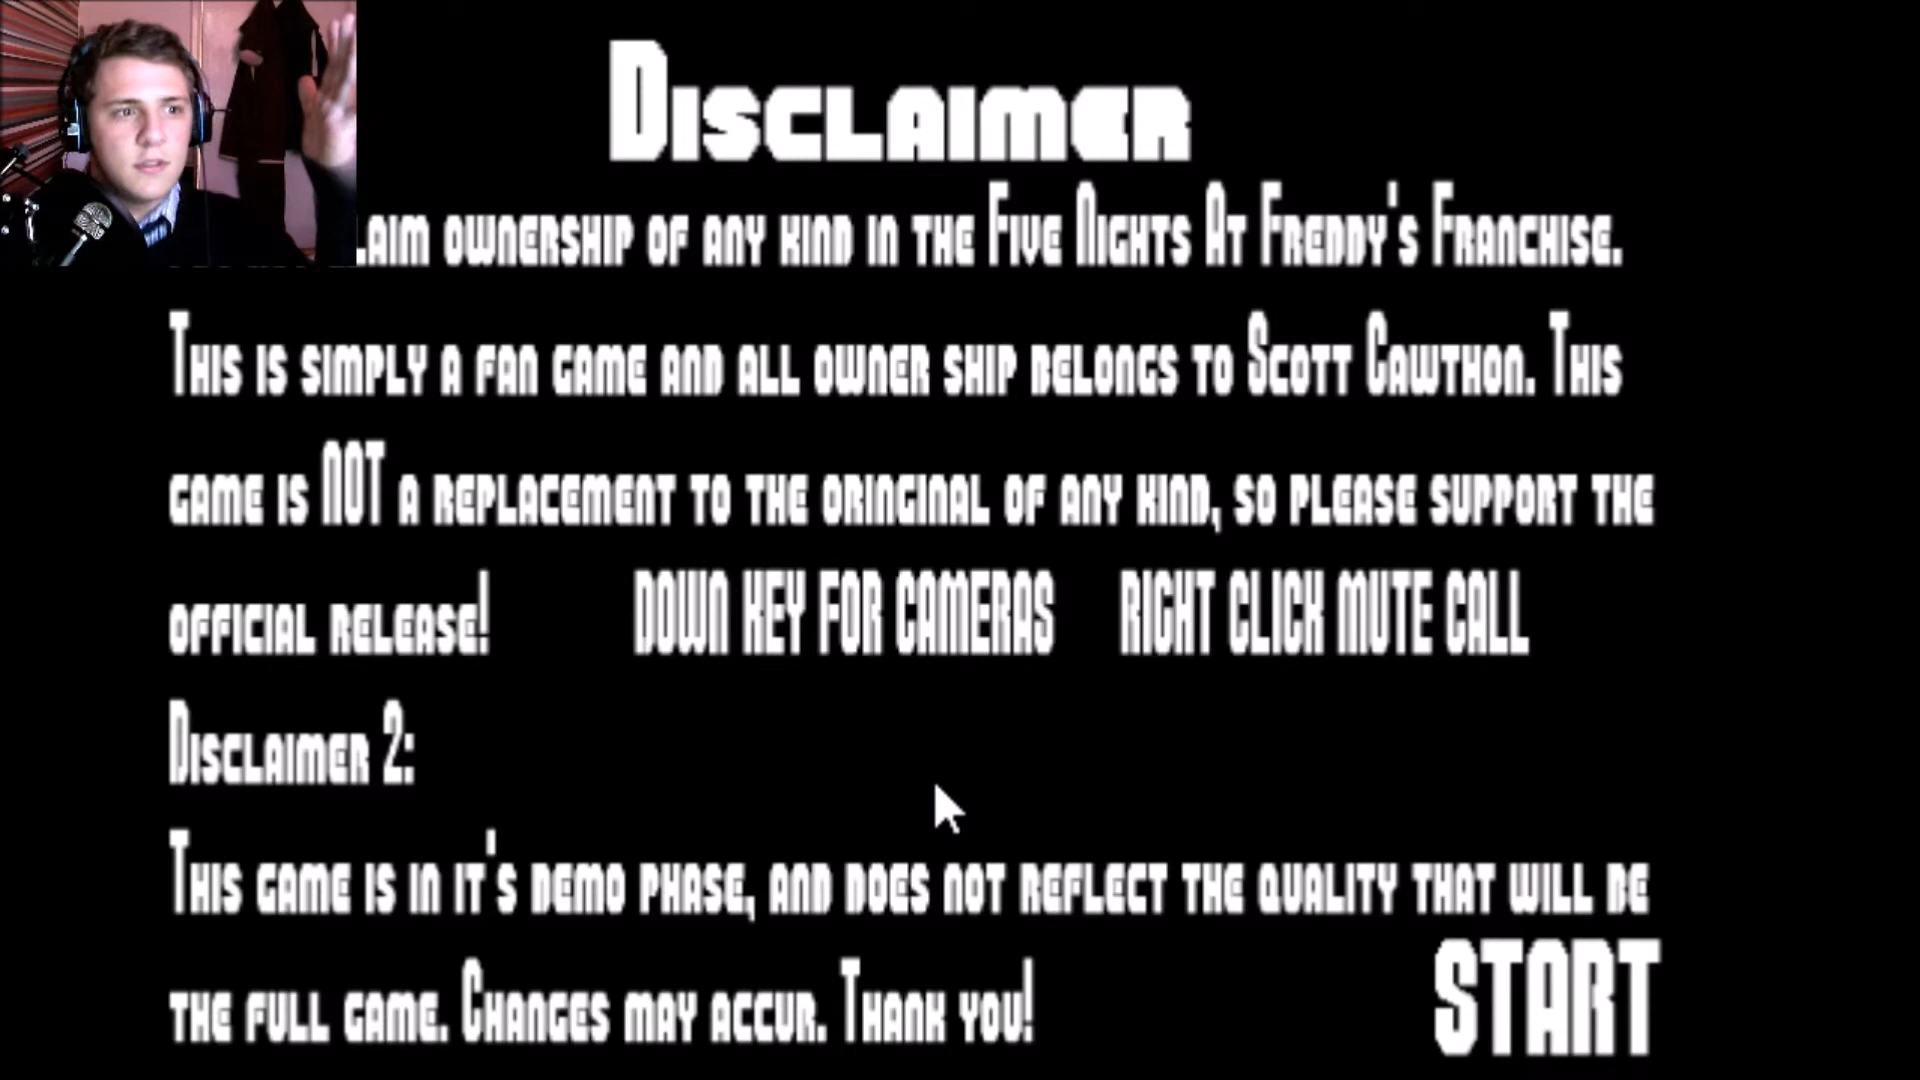 Disclaimer
ownership of any kind in the Five Nights At Freddy's Franchise.
This is simply a fan game and all owner ship belongs to Scott Cawthon. This
game is NOT a replacement to the oringinal of any kind, so please support the
official release! DOWN KEY FOR CAMERAS RIGHT CLICK MUTE CALL
Disclaimer 2:
This game is in it's demo phase, and does not reflect the quality that will be
the full game. Changes may accur. Thank you!
START